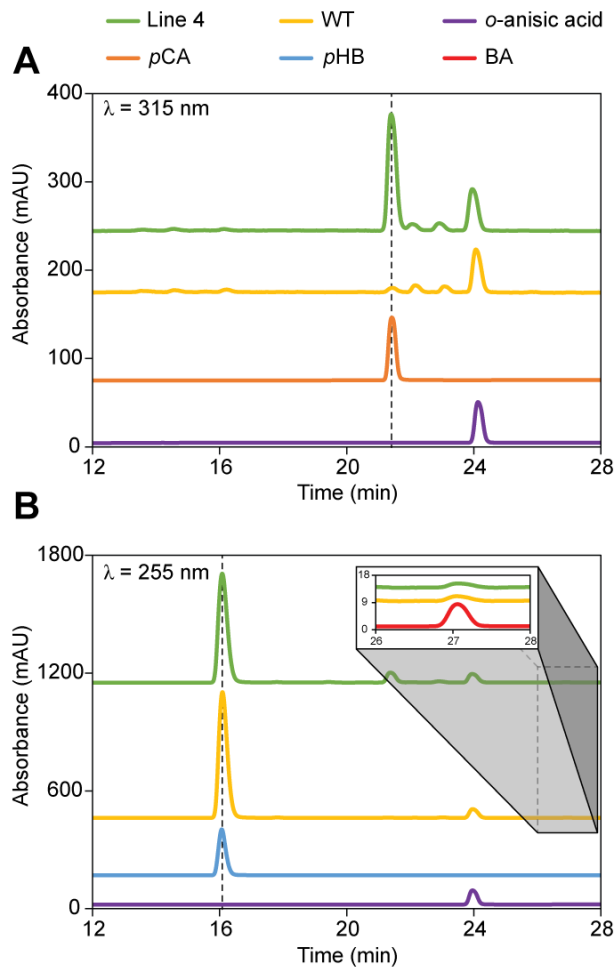 Line 4 WT o-anisic acid
pCA pHB BA
A
λ = 315 nm
Absorbance (mAU)
400
300
200
100
0
12 16 20 24 28
Time (min)
B
λ = 255 nm
Absorbance (mAU)
1800
1200
600
0
18
9
0
26 27 28
12 16 20 24 28
Time (min)